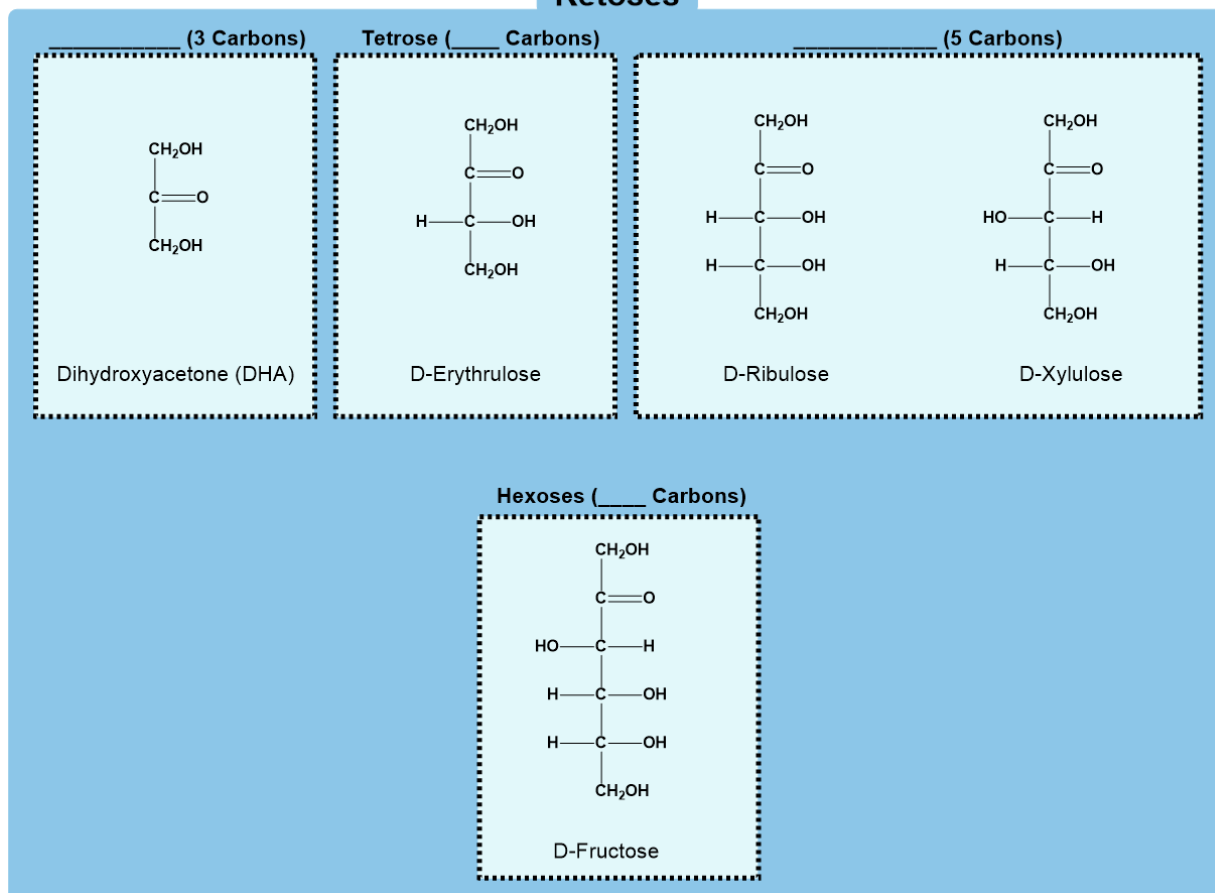 Ketoses
___________ (3 Carbons)
Tetrose (____ Carbons)
____________ (5 Carbons)
CH₂OH
C=O
CH₂OH
Dihydroxyacetone (DHA)
CH₂OH
C=O
H—C—OH
CH₂OH
D-Erythrulose
CH₂OH
C=O
H—C—OH
H—C—OH
CH₂OH
D-Ribulose
CH₂OH
C=O
HO—C—H
H—C—OH
CH₂OH
D-Xylulose
Hexoses (____ Carbons)
CH₂OH
C=O
HO—C—H
H—C—OH
H—C—OH
CH₂OH
D-Fructose